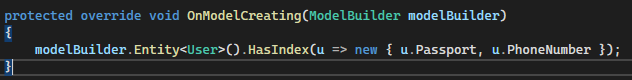 protected override void OnModelCreating(ModelBuilder modelBuilder)
{
    modelBuilder.Entity<User>().HasIndex(u => new { u.Passport, u.PhoneNumber });
}